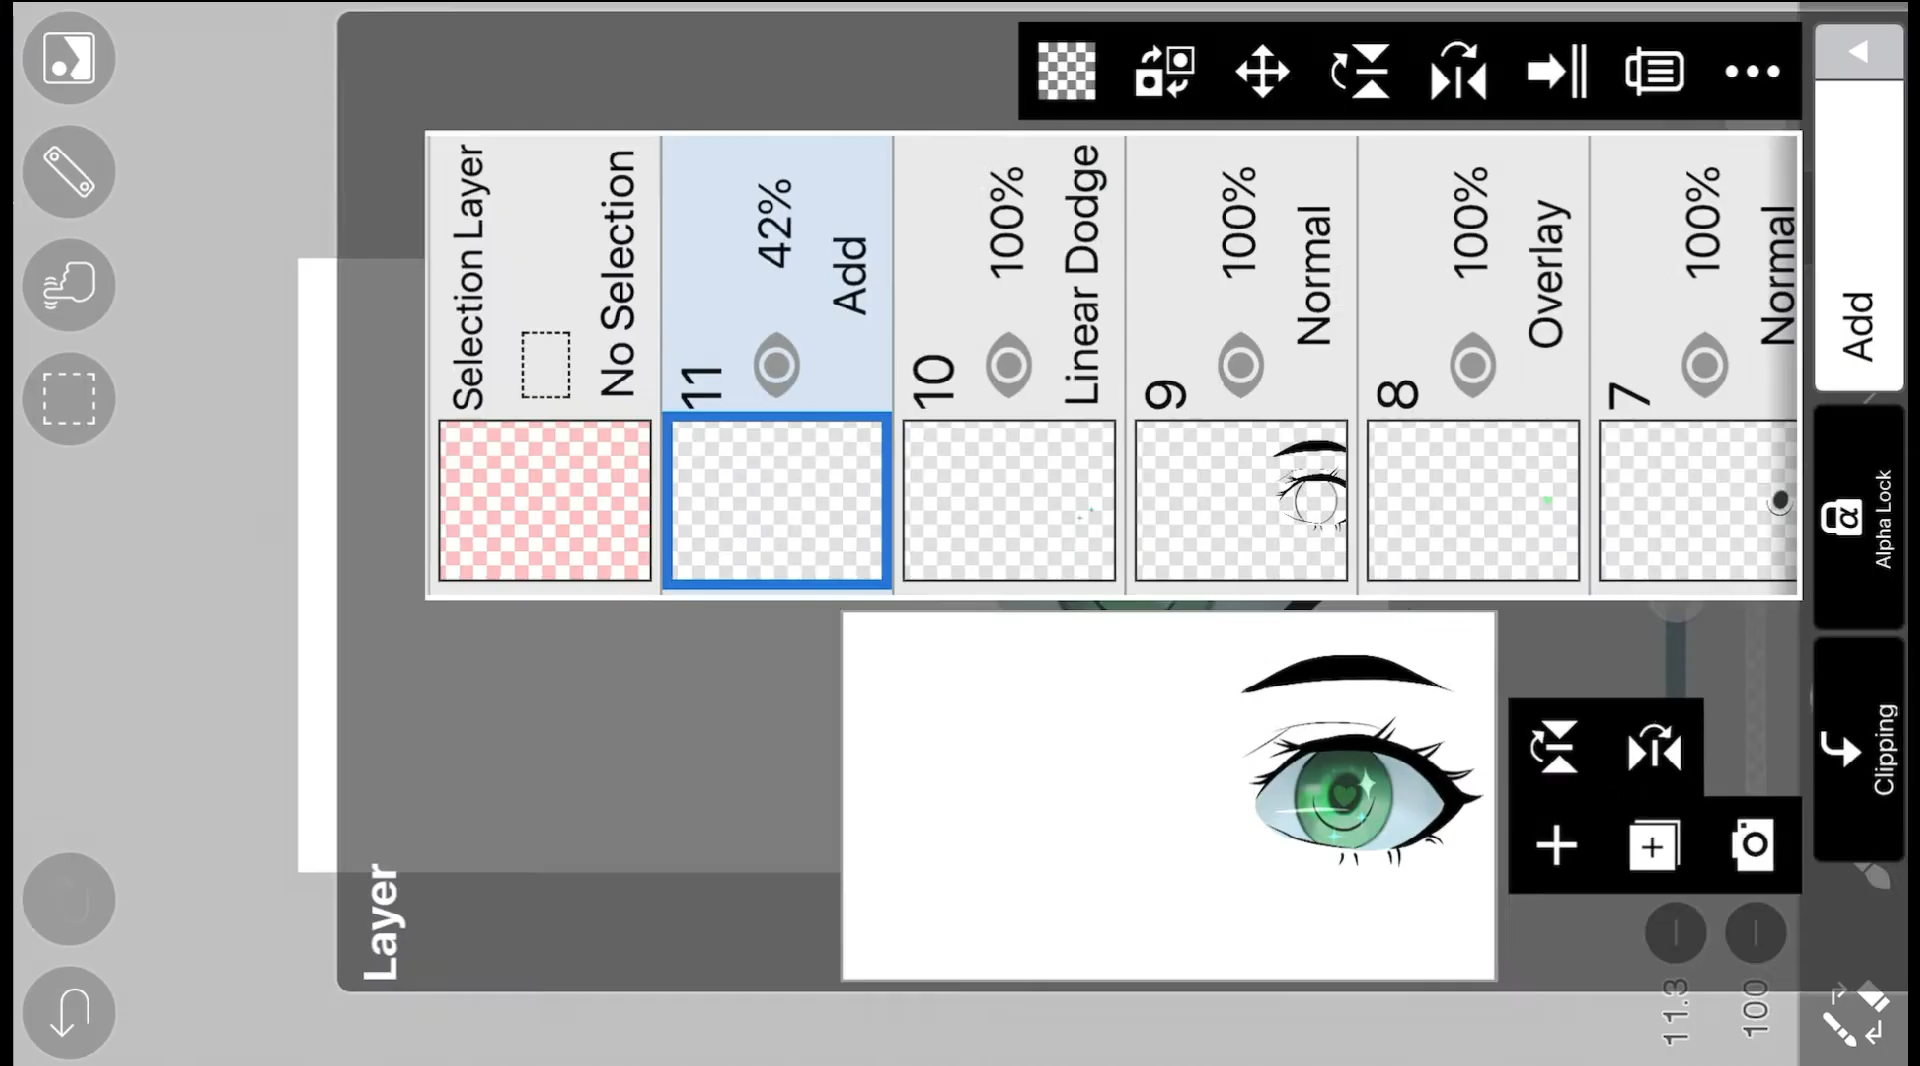 Layer
Selection Layer
No Selection
11
42%
Add
10
100%
Linear Dodge
9
100%
Normal
8
100%
Overlay
7
100%
Normal
Add
α
Alpha Lock
Clipping
11.3
100